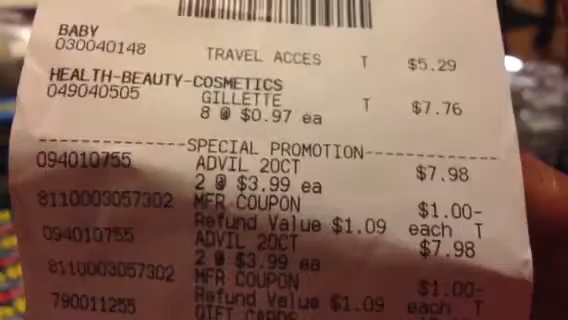 BABY
030040148 TRAVEL ACCES T $5.29
HEALTH-BEAUTY-COSMETICS
049040505 GILLETTE T $7.76
8 @ $0.97 ea
SPECIAL PROMOTION
094010755 ADVIL 20CT $7.98
2 @ $3.99 ea
8110003057302 MFR COUPON $1.00-
Refund Value $1.09 each T
094010755 ADVIL 20CT $7.98
2 @ $3.99 ea
8110003057302 MFR COUPON $1.00-
Refund Value $1.09 each T
790011255 GIFT CARDS